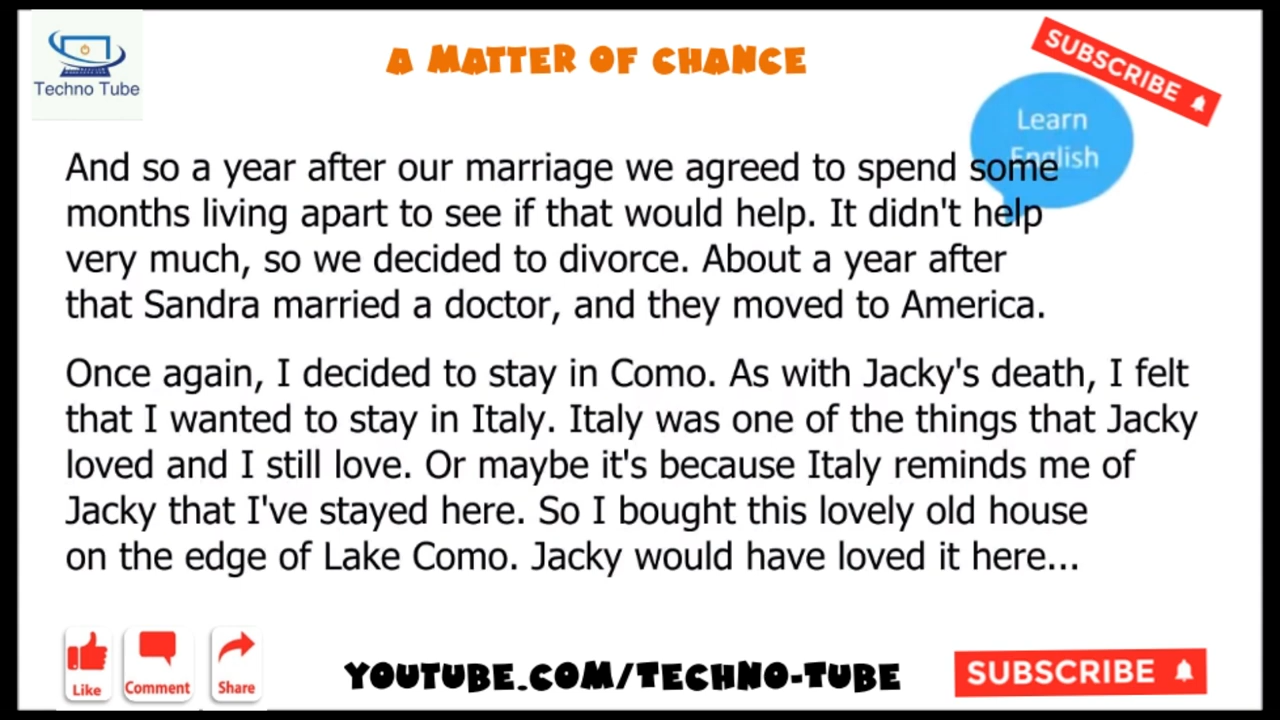 Techno Tube
A MATTER OF CHANCE
SUBSCRIBE
Learn
English
And so a year after our marriage we agreed to spend some
months living apart to see if that would help. It didn't help
very much, so we decided to divorce. About a year after
that Sandra married a doctor, and they moved to America.
Once again, I decided to stay in Como. As with Jacky's death, I felt
that I wanted to stay in Italy. Italy was one of the things that Jacky
loved and I still love. Or maybe it's because Italy reminds me of
Jacky that I've stayed here. So I bought this lovely old house
on the edge of Lake Como. Jacky would have loved it here...
Like
Comment
Share
YOUTUBE.COM/TECHNO-TUBE
SUBSCRIBE